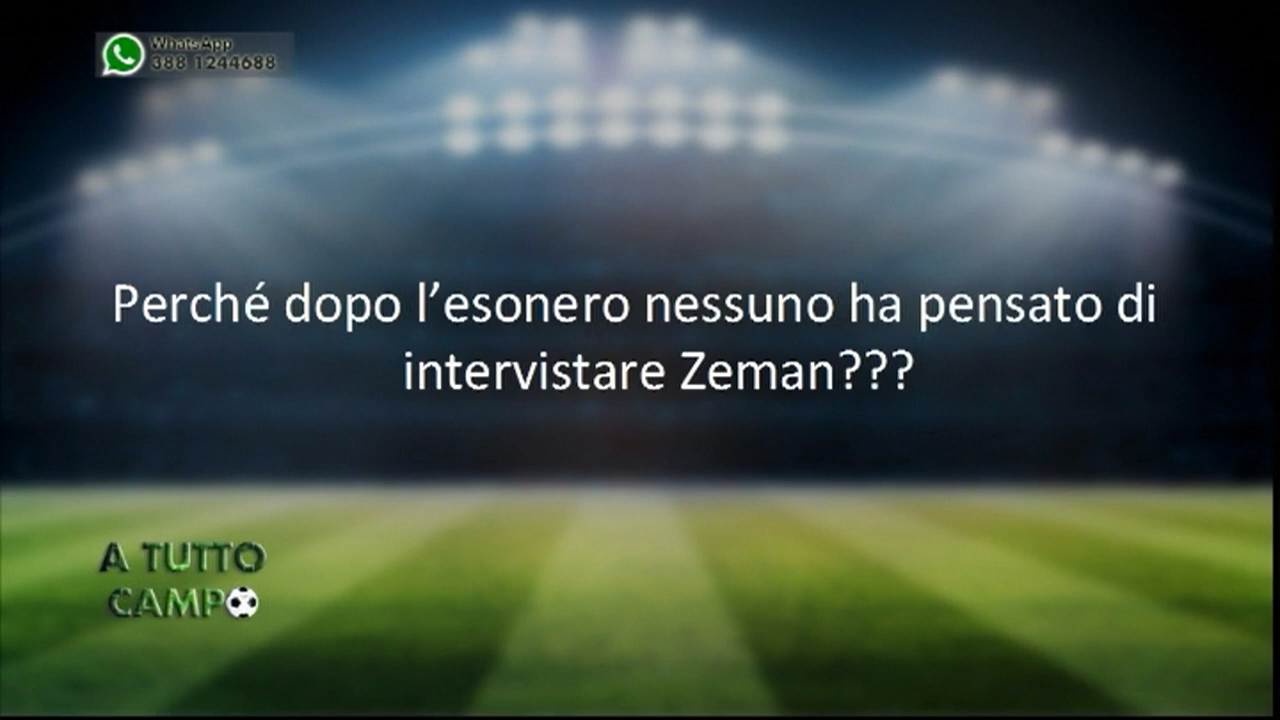 WhatsApp
388 1244688
Perché dopo l’esonero nessuno ha pensato di
intervistare Zeman???
A TUTTO
CAMPO